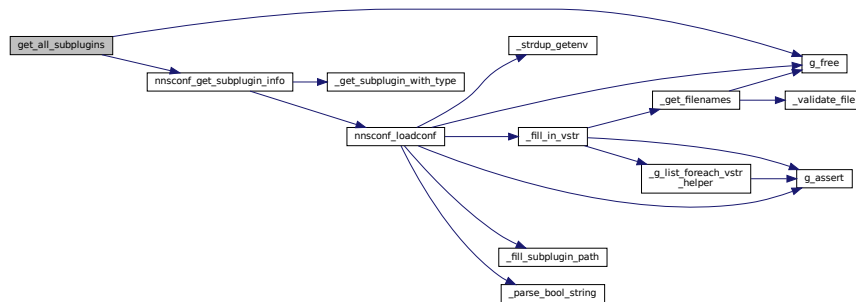 get_all_subplugins
nnsconf_get_subplugin_info
_get_subplugin_with_type
nnsconf_loadconf
_strdup_getenv
_fill_in_vstr
_get_filenames
g_free
_validate_file
_g_list_foreach_vstr
_helper
g_assert
_fill_subplugin_path
_parse_bool_string